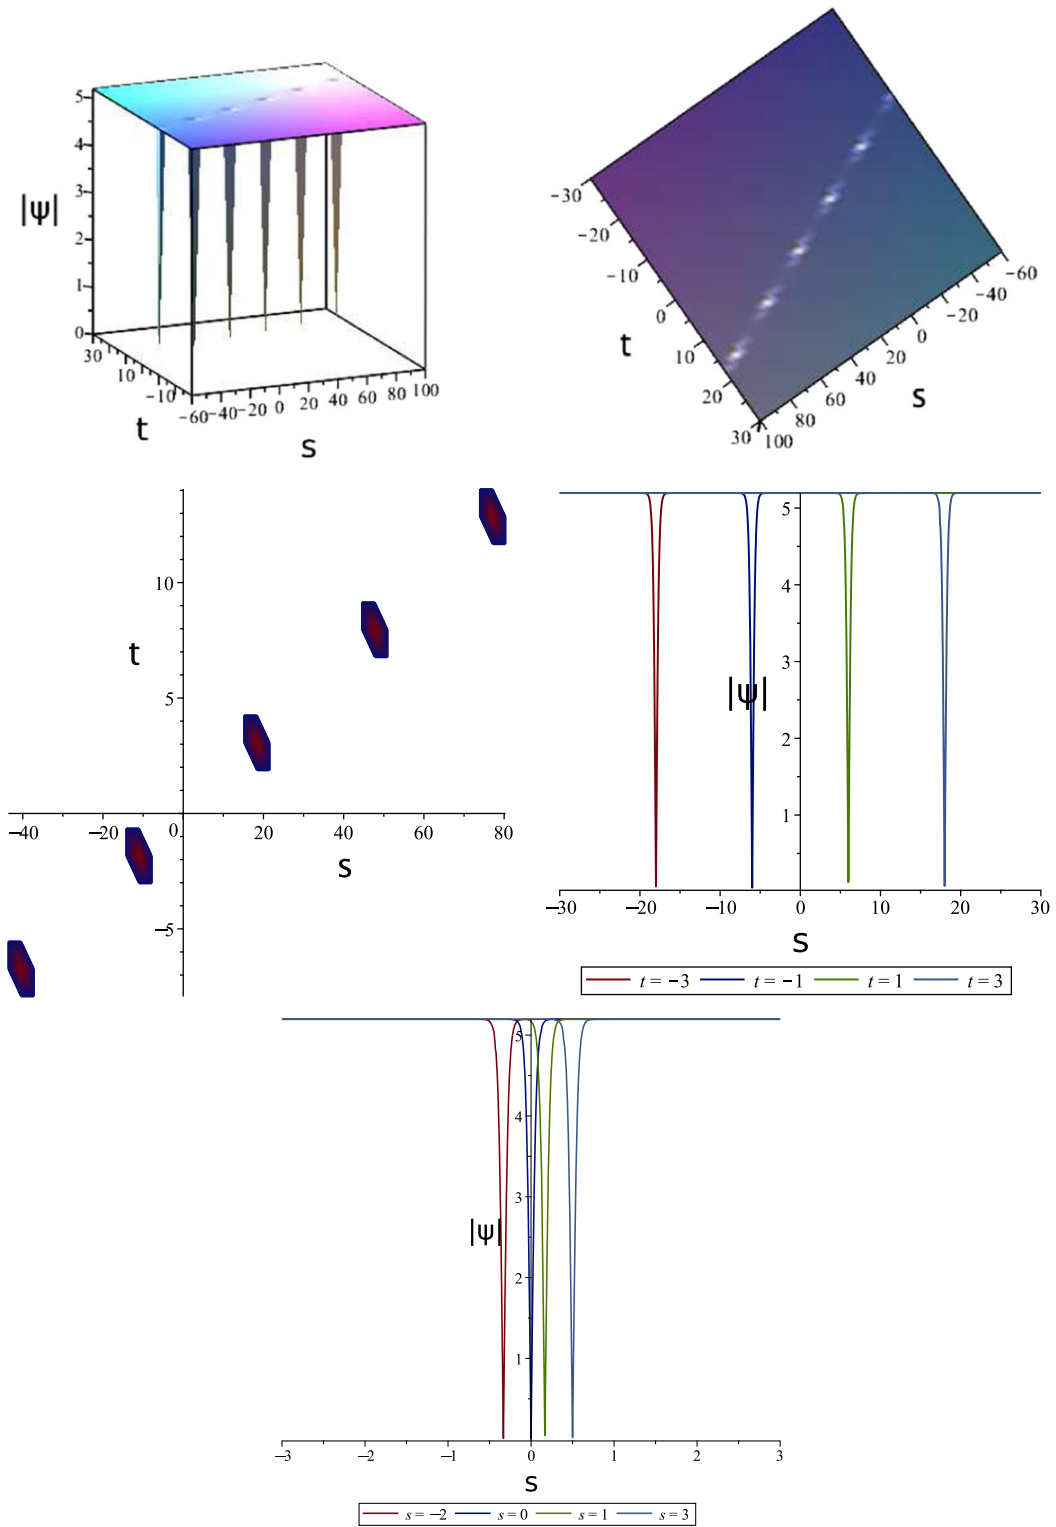 5
4
3
|ψ|
2
1
0
30
10
−10
−60 −40 −20 0 20 40 60 80 100
t
s
−30
−20
−10
0
10
20
30
t
−60
−40
−20
0
20
40
60
80
100
s
10
t
5
−40 −20 0 20 40 60 80
s
−5
5
4
3
|ψ|
2
1
−30 −20 −10 0 10 20 30
s
t = −3 t = −1 t = 1 t = 3
5
4
3
|ψ|
2
1
−3 −2 −1 0 1 2 3
s
s = −2 s = 0 s = 1 s = 3